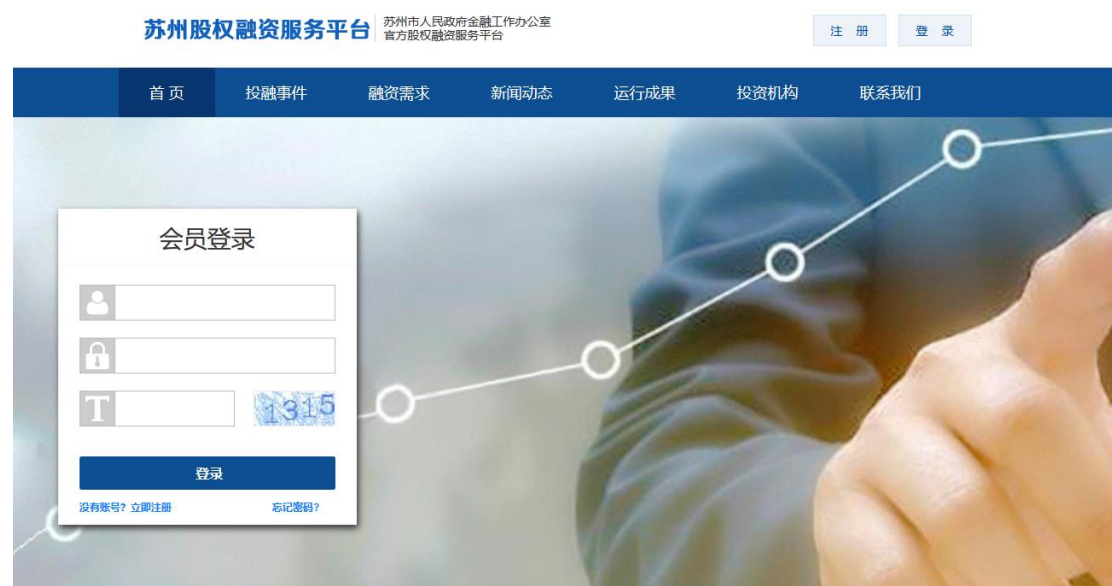 苏州股权融资服务平台
苏州市人民政府金融工作办公室
官方股权融资服务平台
注 册
登 录
首 页
投融事件
融资需求
新闻动态
运行成果
投资机构
联系我们
会员登录
T
1315
登录
没有账号? 立即注册
忘记密码?